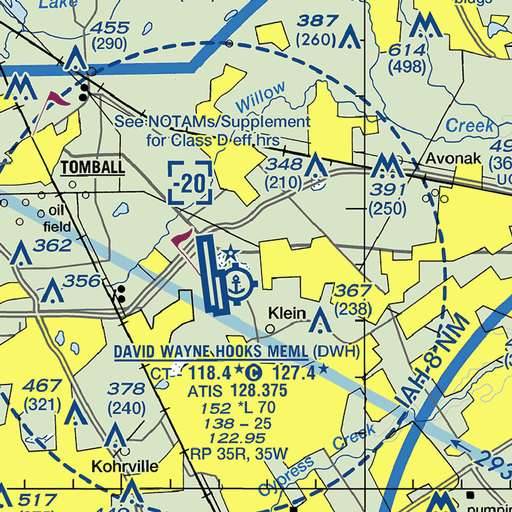 Lake
455
(290)
387
(260)
614
(498)
Willow
Creek
See NOTAMs/Supplement
for Class D eff hrs
TOMBALL
-20
348
(210)
Avonak
391
(250)
oil
field
362
356
367
(238)
Klein
DAVID WAYNE HOOKS MEML (DWH)
CT - 118.4 * C 127.4 *
ATIS 128.375
152 *L 70
138 - 25
122.95
RP 35R, 35W
IAH-8 NM
467
(321)
378
(240)
Kohrville
Cypress Creek
293
517